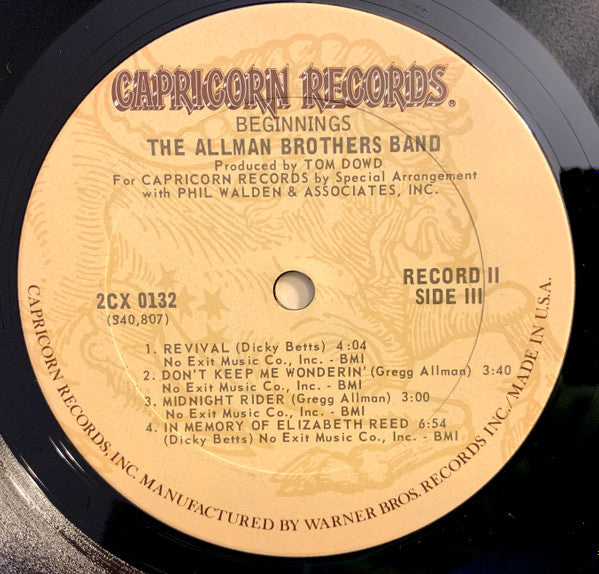 CAPRICORN RECORDS.
BEGINNINGS
THE ALLMAN BROTHERS BAND
Produced by TOM DOWD
For CAPRICORN RECORDS by Special Arrangement
with PHIL WALDEN & ASSOCIATES, INC.
2CX 0132
(S40,807)
RECORD II
SIDE III
1. REVIVAL (Dicky Betts) 4:04
No Exit Music Co., Inc. - BMI
2. DON'T KEEP ME WONDERIN' (Gregg Allman) 3:40
No Exit Music Co., Inc. - BMI
3. MIDNIGHT RIDER (Gregg Allman) 3:00
No Exit Music Co., Inc. - BMI
4. IN MEMORY OF ELIZABETH REED 6:54
(Dicky Betts) No Exit Music Co., Inc. - BMI
CAPRICORN RECORDS, INC. MANUFACTURED BY WARNER BROS. RECORDS INC./MADE IN U.S.A.